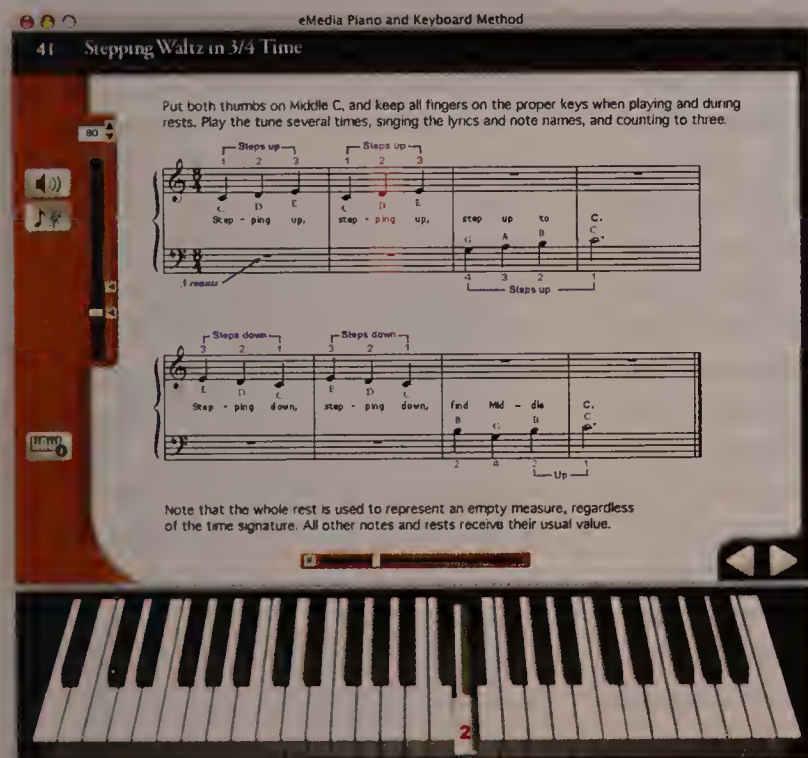 eMedia Piano and Keyboard Method
41 Stepping Waltz in 3/4 Time
Put both thumbs on Middle C, and keep all fingers on the proper keys when playing and during
rests. Play the tune several times, singing the lyrics and note names, and counting to three.
80
Steps up Steps up
1 2 3 1 2 3
C D E C D E
Step - ping up, step - ping up, step up to C.
G A B C
4 3 2 1
Steps up
Steps down Steps down
3 2 1 3 2 1
E D C E D C
Step - ping down, step - ping down, find Mid - dle C.
B G B C
2 4 2 1
Up
Note that the whole rest is used to represent an empty measure, regardless
of the time signature. All other notes and rests receive their usual value.
2